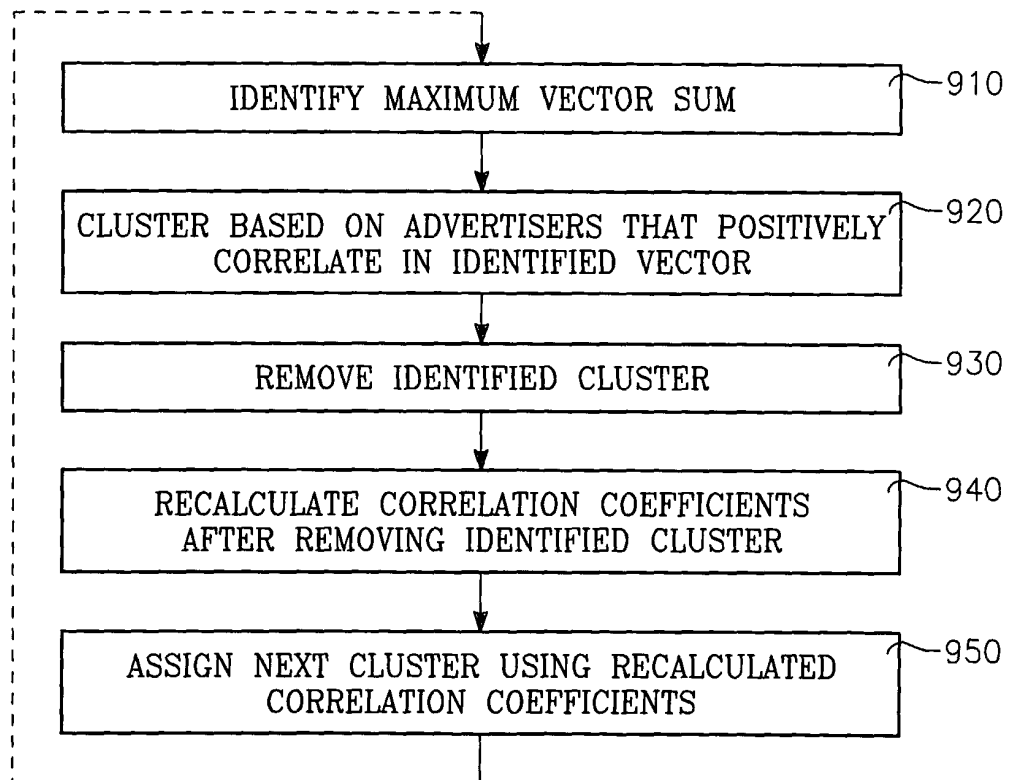 IDENTIFY MAXIMUM VECTOR SUM
910
CLUSTER BASED ON ADVERTISERS THAT POSITIVELY
CORRELATE IN IDENTIFIED VECTOR
920
REMOVE IDENTIFIED CLUSTER
930
RECALCULATE CORRELATION COEFFICIENTS
AFTER REMOVING IDENTIFIED CLUSTER
940
ASSIGN NEXT CLUSTER USING RECALCULATED
CORRELATION COEFFICIENTS
950